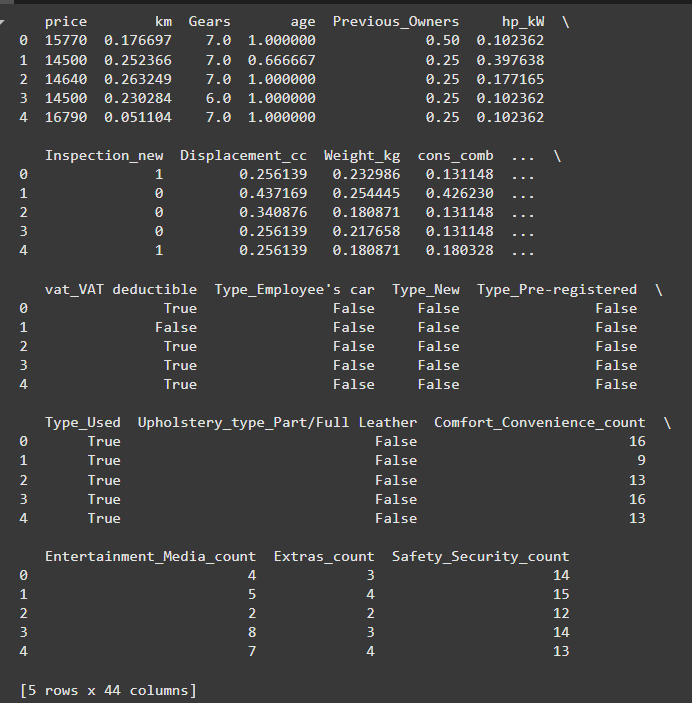 price km Gears age Previous_Owners hp_kW \
0 15770 0.176697 7.0 1.000000 0.50 0.102362
1 14500 0.252366 7.0 0.666667 0.25 0.397638
2 14640 0.263249 7.0 1.000000 0.25 0.177165
3 14500 0.230284 6.0 1.000000 0.25 0.102362
4 16790 0.051104 7.0 1.000000 0.25 0.102362
Inspection_new Displacement_cc Weight_kg cons_comb ... \
0 1 0.256139 0.232986 0.131148 ...
1 0 0.437169 0.254445 0.426230 ...
2 0 0.340876 0.180871 0.131148 ...
3 0 0.256139 0.217658 0.131148 ...
4 1 0.256139 0.180871 0.180328 ...
vat_VAT deductible Type_Employee's car Type_New Type_Pre-registered \
0 True False False False
1 False False False False
2 True False False False
3 True False False False
4 True False False False
Type_Used Upholstery_type_Part/Full Leather Comfort_Convenience_count \
0 True False 16
1 True False 9
2 True False 13
3 True False 16
4 True False 13
Entertainment_Media_count Extras_count Safety_Security_count
0 4 3 14
1 5 4 15
2 2 2 12
3 8 3 14
4 7 4 13
[5 rows x 44 columns]